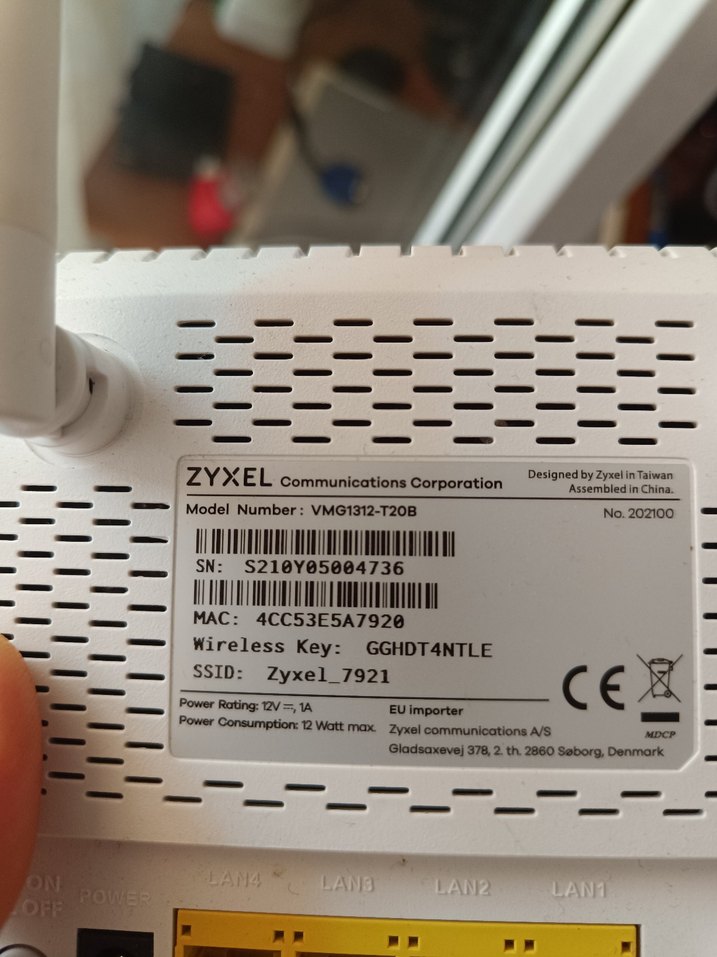 ZYXEL Communications Corporation
Designed by Zyxel in Taiwan
Assembled in China.
Model Number: VMG1312-T20B
No. 202100
SN: S210Y05004736
MAC: 4CC53E5A7920
Wireless Key: GGHDT4NTLE
SSID: Zyxel_7921
CE
Power Rating: 12V ⎓, 1A
Power Consumption: 12 Watt max.
EU importer
Zyxel communications A/S
Gladsaxevej 378, 2. th. 2860 Søborg, Denmark
MDCP
ON
OFF
POWER
LAN4
LAN3
LAN2
LAN1